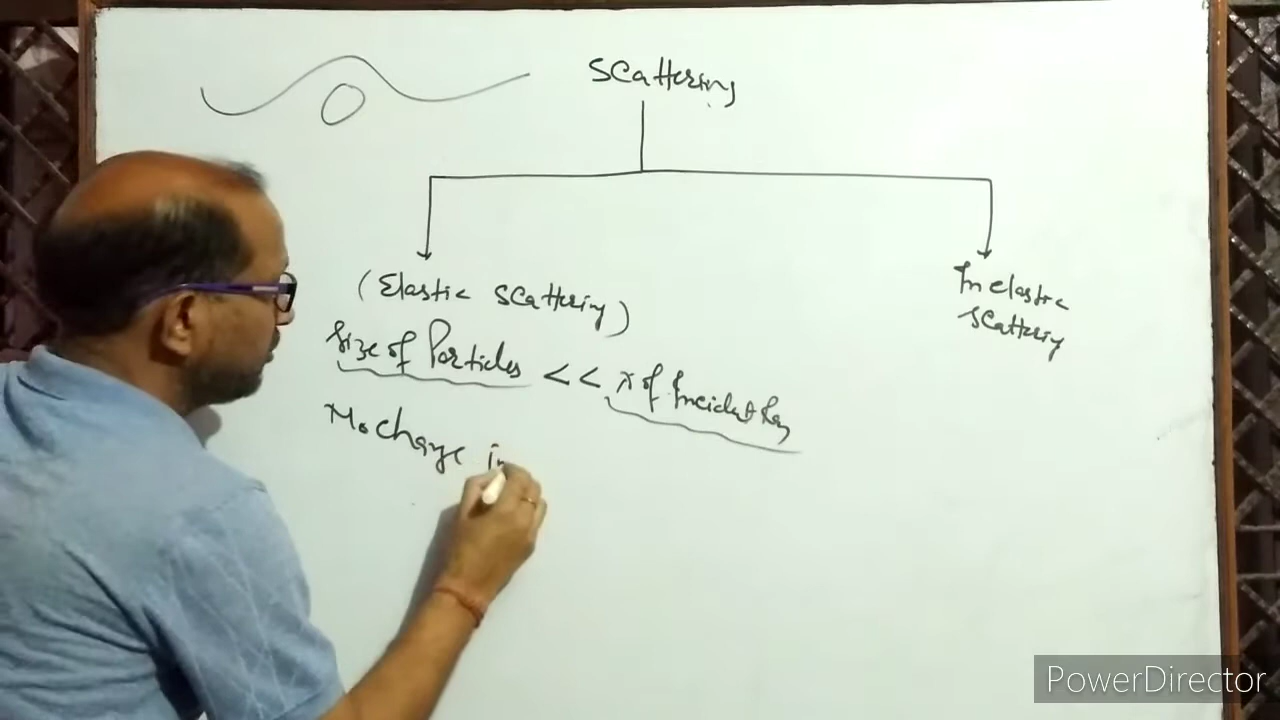 Scattering
(Elastic Scattering)
Inelastic
Scattering
Size of Particles << λ of Incident Ray
No change in
PowerDirector